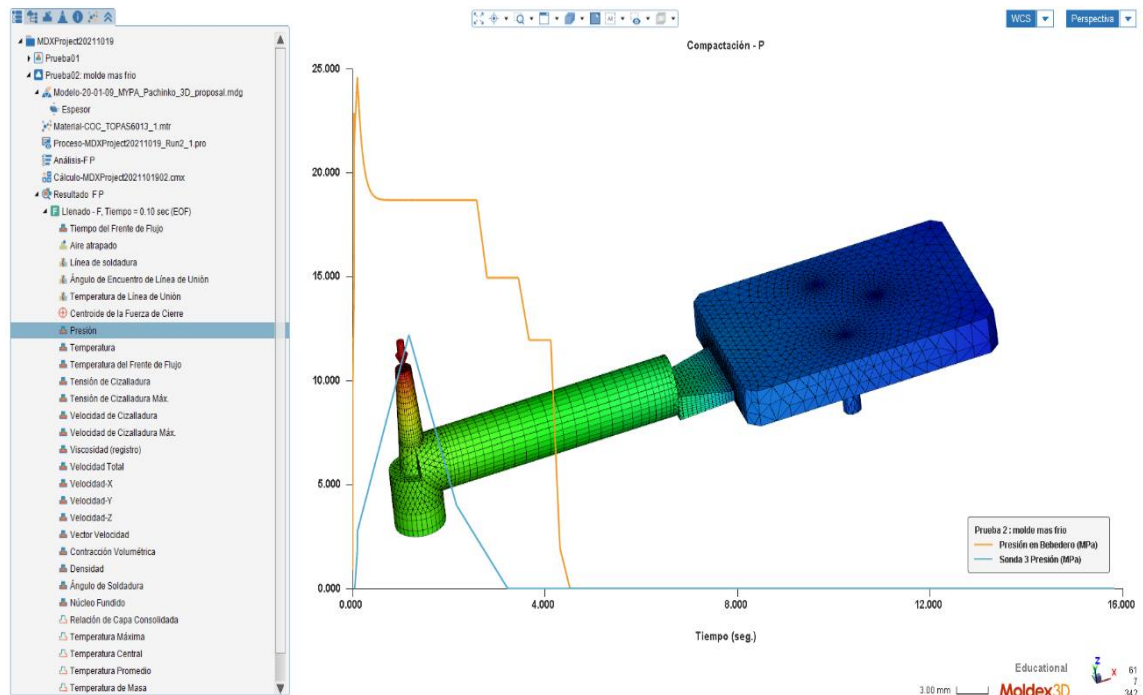 WCS
Perspectiva
MDXProject20211019
Prueba01
Prueba02: molde mas frio
Modelo-20-01-09_MYPA_Pachinko_3D_proposal.mdg
Espesor
Material-COC_TOPAS6013_1.mtr
Proceso-MDXProject20211019_Run2_1.pro
Análisis-F P
Cálculo-MDXProject2021101902.cmx
Resultado F P
Llenado - F, Tiempo = 0.10 sec (EOF)
Tiempo del Frente de Flujo
Aire atrapado
Línea de soldadura
Ángulo de Encuentro de Línea de Unión
Temperatura de Línea de Unión
Centroide de la Fuerza de Cierre
Presión
Temperatura
Temperatura del Frente de Flujo
Tensión de Cizalladura
Tensión de Cizalladura Máx.
Velocidad de Cizalladura
Velocidad de Cizalladura Máx.
Viscosidad (registro)
Velocidad Total
Velocidad-X
Velocidad-Y
Velocidad-Z
Vector Velocidad
Contracción Volumétrica
Densidad
Ángulo de Soldadura
Núcleo Fundido
Relación de Capa Consolidada
Temperatura Máxima
Temperatura Central
Temperatura Promedio
Temperatura de Masa
Compactación - P
25.000
20.000
15.000
10.000
5.000
0.000
0.000 4.000 8.000 12.000 16.000
Tiempo (seg.)
Prueba 2 : molde mas frio
Presión en Bebedero (MPa)
Sonda 3 Presión (MPa)
Educational
3.00 mm
Moldex3D
Z
X
61
7
342